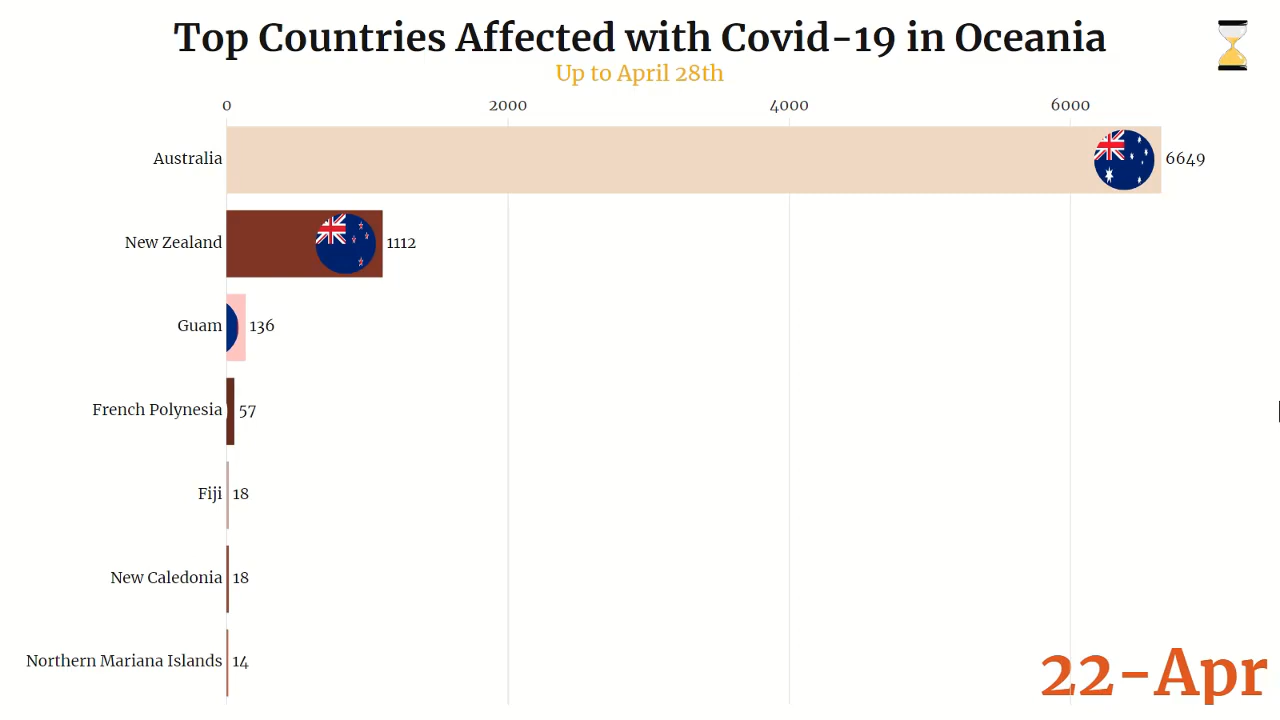 Top Countries Affected with Covid-19 in Oceania
Up to April 28th
0 2000 4000 6000
Australia 6649
New Zealand 1112
Guam 136
French Polynesia 57
Fiji 18
New Caledonia 18
Northern Mariana Islands 14
22-Apr